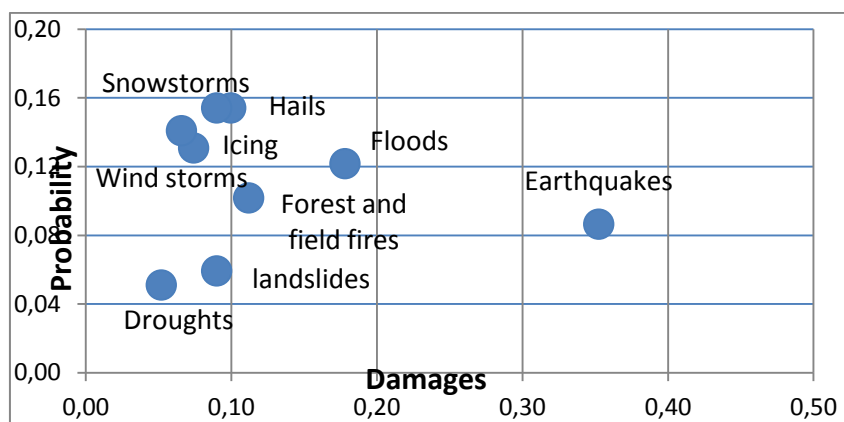 0,20
Snowstorms
0,16
Hails
Icing
Floods
0,12
Wind storms
Earthquakes
Forest and
field fires
Probability
0,08
landslides
0,04
Droughts
0,00
Damages
0,00 0,10 0,20 0,30 0,40 0,50